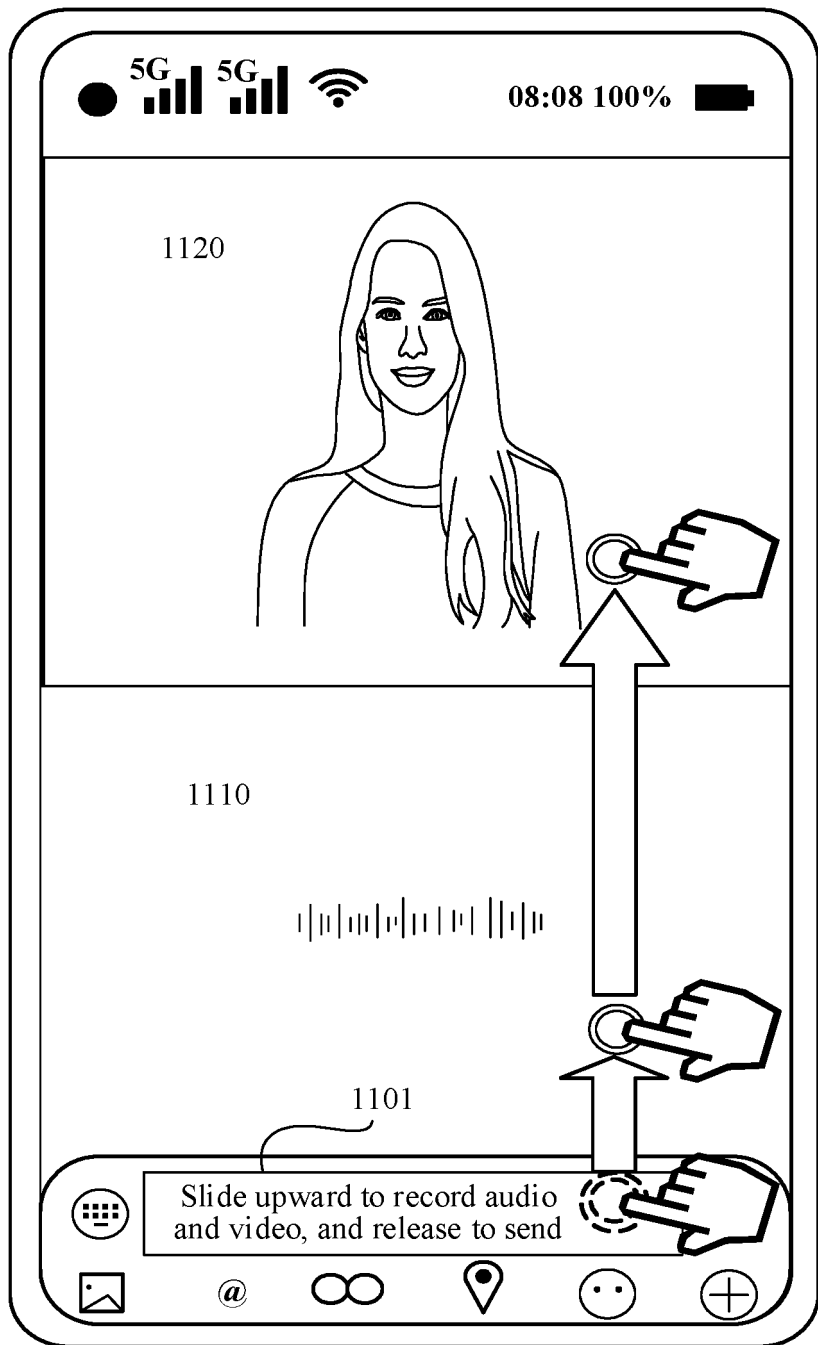 5G 5G 08:08 100%
1120
1110
1101
Slide upward to record audio
and video, and release to send
@